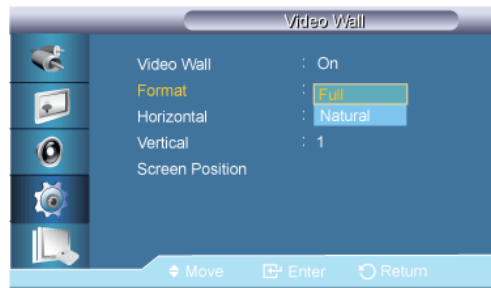 Video Wall
Video Wall : On
Format : Full
Horizontal : Natural
Vertical : 1
Screen Position
Move Enter Return